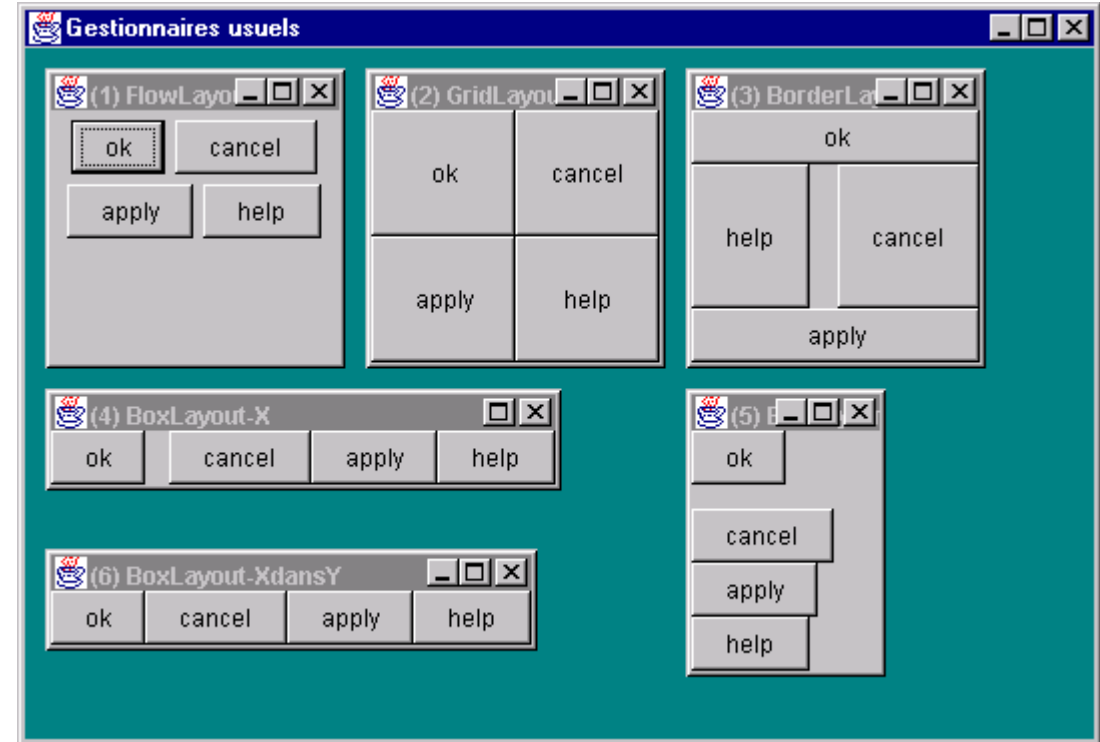 Gestionnaires usuels
(1) FlowLayo
ok
cancel
apply
help
(2) GridLayou
ok
cancel
apply
help
(3) BorderLa
ok
help
cancel
apply
(4) BoxLayout-X
ok
cancel
apply
help
(5)
ok
cancel
apply
help
(6) BoxLayout-XdansY
ok
cancel
apply
help